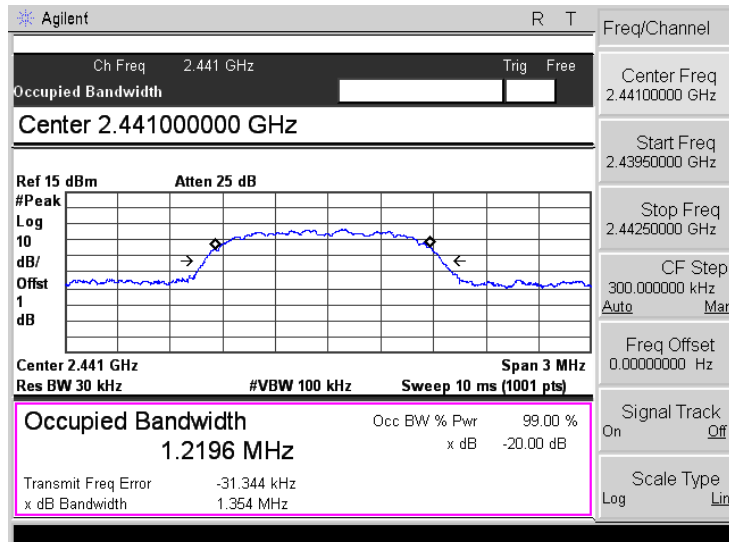 Agilent R T
Ch Freq 2.441 GHz Trig Free
Occupied Bandwidth
Center 2.441000000 GHz
Ref 15 dBm Atten 25 dB
#Peak
Log
10
dB/
Offst
1
dB
Center 2.441 GHz Span 3 MHz
Res BW 30 kHz #VBW 100 kHz Sweep 10 ms (1001 pts)
Occupied Bandwidth Occ BW % Pwr 99.00 %
1.2196 MHz x dB -20.00 dB
Transmit Freq Error -31.344 kHz
x dB Bandwidth 1.354 MHz
Freq/Channel
Center Freq
2.44100000 GHz
Start Freq
2.43950000 GHz
Stop Freq
2.44250000 GHz
CF Step
300.000000 kHz
Auto Man
Freq Offset
0.00000000 Hz
Signal Track
On Off
Scale Type
Log Lin